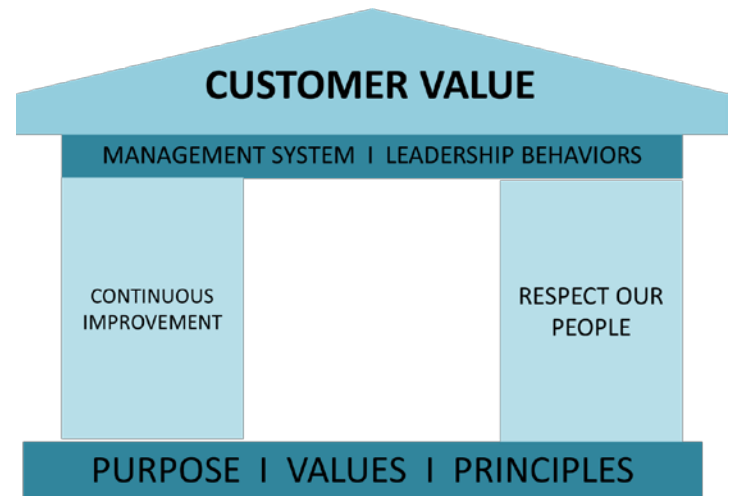 CUSTOMER VALUE
MANAGEMENT SYSTEM I LEADERSHIP BEHAVIORS
CONTINUOUS
IMPROVEMENT
RESPECT OUR
PEOPLE
PURPOSE I VALUES I PRINCIPLES